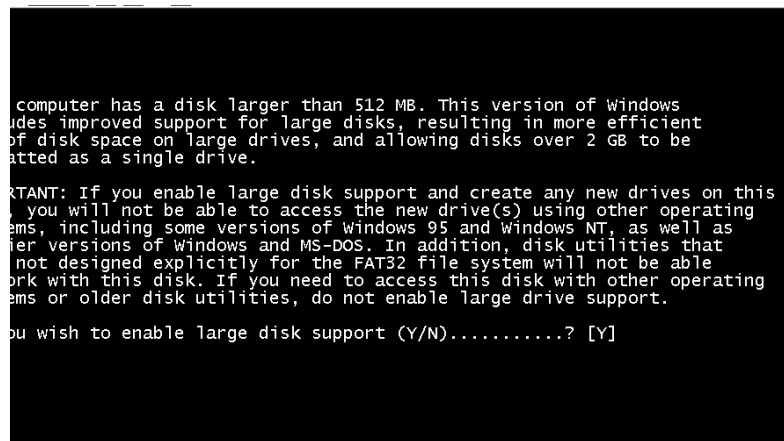 computer has a disk larger than 512 MB. This version of Windows
udes improved support for large disks, resulting in more efficient
of disk space on large drives, and allowing disks over 2 GB to be
atted as a single drive.
RTANT: If you enable large disk support and create any new drives on this
, you will not be able to access the new drive(s) using other operating
ems, including some versions of Windows 95 and Windows NT, as well as
ier versions of Windows and MS-DOS. In addition, disk utilities that
not designed explicitly for the FAT32 file system will not be able
ork with this disk. If you need to access this disk with other operating
ems or older disk utilities, do not enable large drive support.
ou wish to enable large disk support (Y/N)...........? [Y]